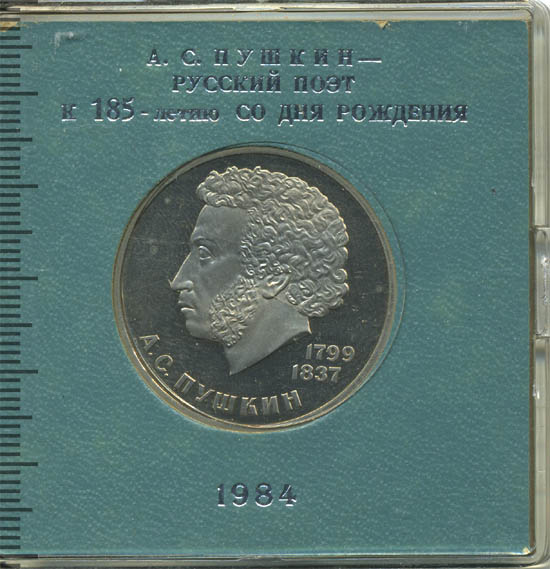 А. С. ПУШКИН—
РУССКИЙ ПОЭТ
К 185-летию СО ДНЯ РОЖДЕНИЯ
1799
1837
А.С. ПУШКИН
1984